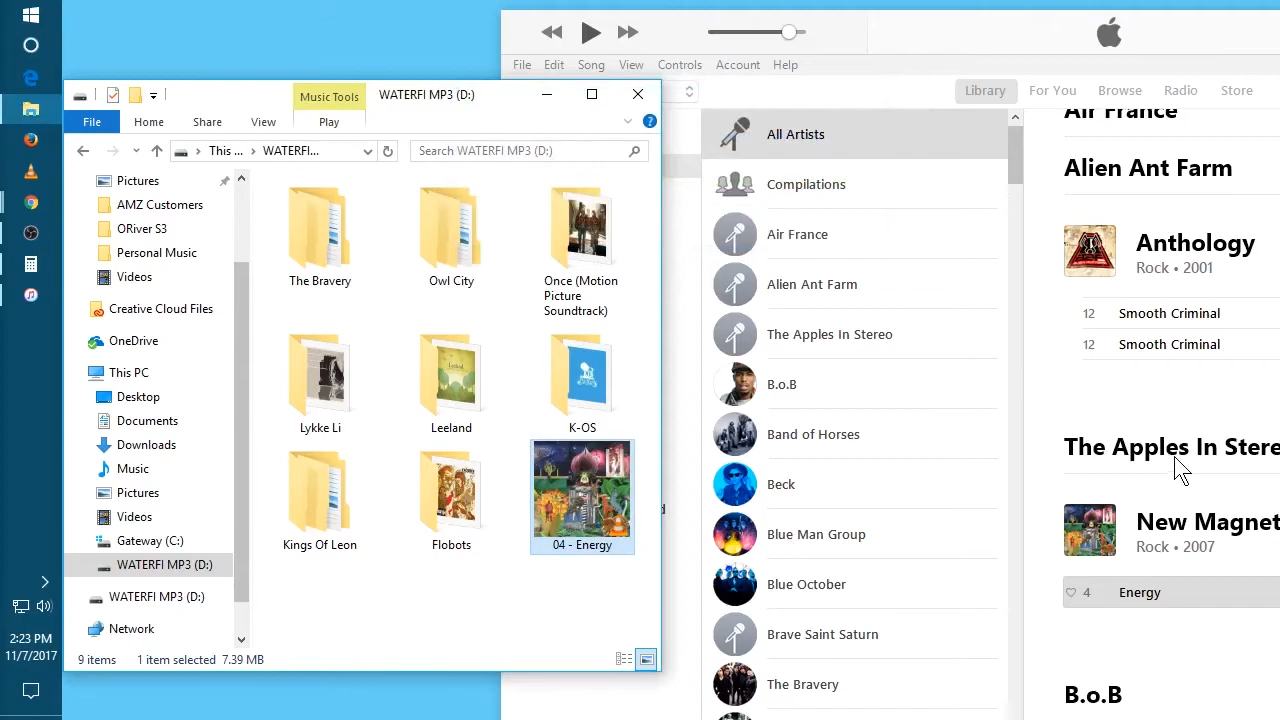 2:23 PM
11/7/2017
Music Tools
WATERFI MP3 (D:)
File
Home
Share
View
Play
This ...
WATERFI...
Search WATERFI MP3 (D:)
Pictures
AMZ Customers
ORiver S3
Personal Music
Videos
Creative Cloud Files
OneDrive
This PC
Desktop
Documents
Downloads
Music
Pictures
Videos
Gateway (C:)
WATERFI MP3 (D:)
WATERFI MP3 (D:)
Network
The Bravery
Owl City
Once (Motion
Picture
Soundtrack)
Lykke Li
Leeland
K-OS
Kings Of Leon
Flobots
04 - Energy
9 items
1 item selected 7.39 MB
File
Edit
Song
View
Controls
Account
Help
Library
For You
Browse
Radio
Store
All Artists
Compilations
Air France
Alien Ant Farm
The Apples In Stereo
B.o.B
Band of Horses
Beck
Blue Man Group
Blue October
Brave Saint Saturn
The Bravery
Air France
Alien Ant Farm
Anthology
Rock • 2001
12 Smooth Criminal
12 Smooth Criminal
The Apples In Stere
New Magnet
Rock • 2007
4 Energy
B.o.B